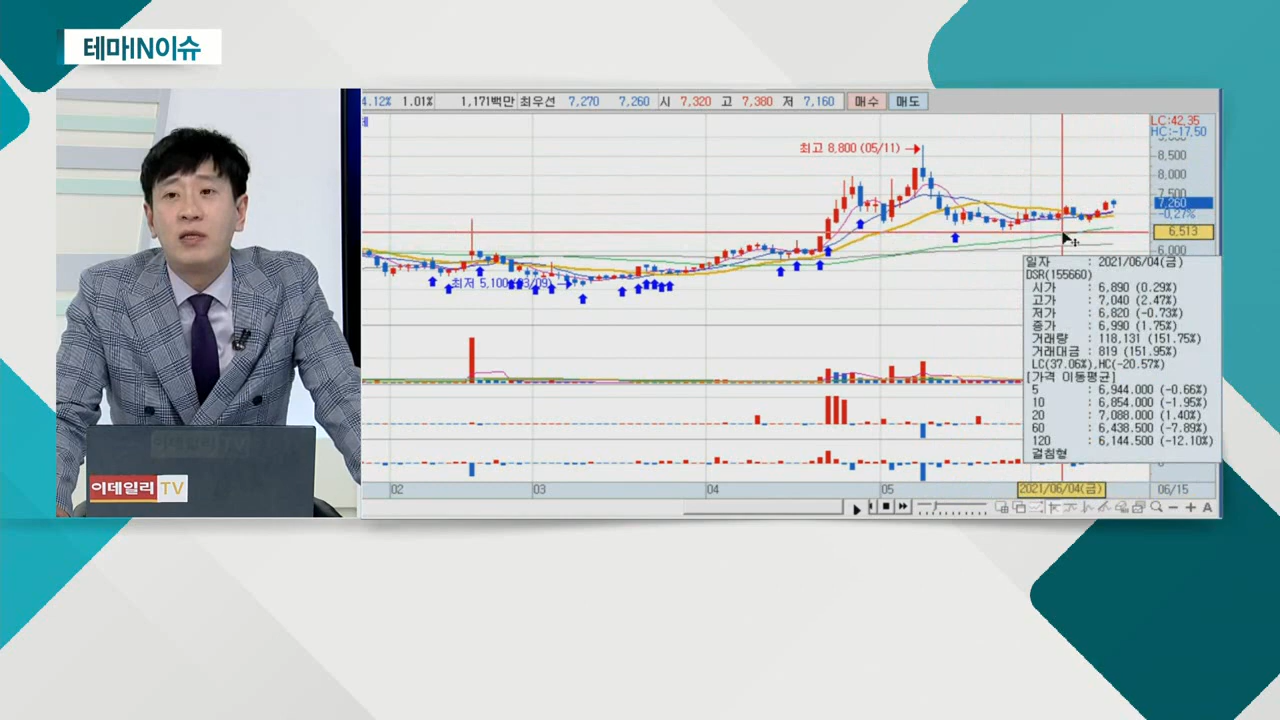 테마IN이슈
4.12% 1.01% 1,171백만 최우선 7,270 7,260 시 7,320 고 7,380 저 7,160 매수 매도
LC:42.35
HC:-17.50
최고 8,800 (05/11)
8,500
8,000
7,500
7,260
-0.27%
6,513
6,000
최저 5,100 (03/09)
일자 : 2021/06/04(금)
DSR(155660)
시가 : 6,890 (0.29%)
고가 : 7,040 (2.47%)
저가 : 6,820 (-0.73%)
종가 : 6,990 (1.75%)
거래량 : 118,131 (151.75%)
거래대금 : 819 (151.95%)
LC(37.06%),HC(-20.57%)
[가격 이동평균]
5 : 6,944.000 (-0.66%)
10 : 6,854.000 (-1.95%)
20 : 7,088.000 (1.40%)
60 : 6,438.500 (-7.89%)
120 : 6,144.500 (-12.10%)
걸침형
02 03 04 05 2021/06/04(금) 06/15
A
이데일리 TV
이데일리 TV